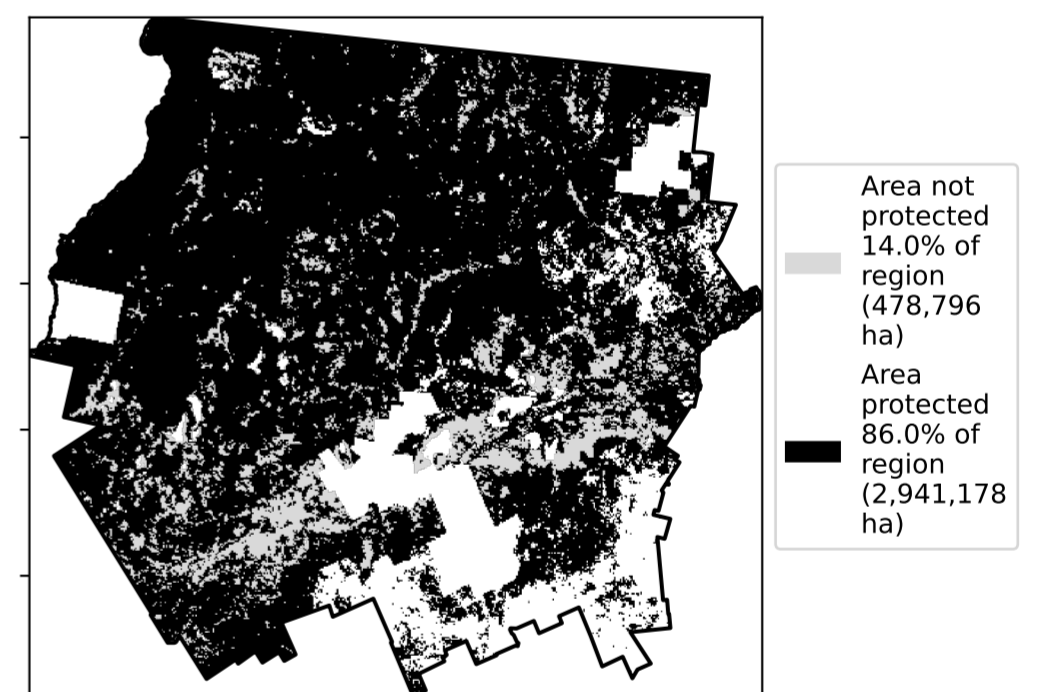 Area not
protected
14.0% of
region
(478,796
ha)
Area
protected
86.0% of
region
(2,941,178
ha)